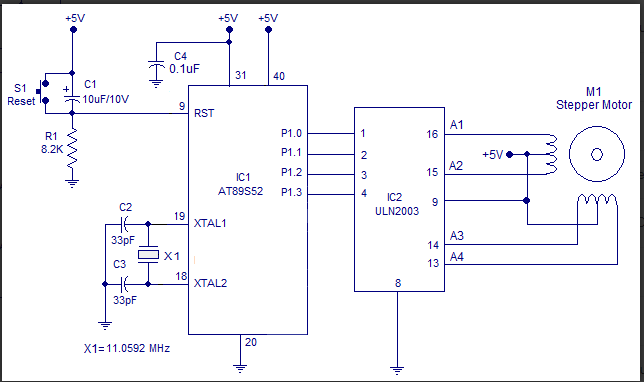 +5V
+5V
+5V
C4
0.1uF
31
40
S1
Reset
+
C1
10uF/10V
9
RST
R1
8.2K
M1
Stepper Motor
P1.0
P1.1
P1.2
P1.3
1
2
3
4
16
15
9
14
13
A1
A2
+5V
A3
A4
IC1
AT89S52
IC2
ULN2003
C2
33pF
19
XTAL1
X1
C3
33pF
18
XTAL2
8
20
X1=11.0592 MHz